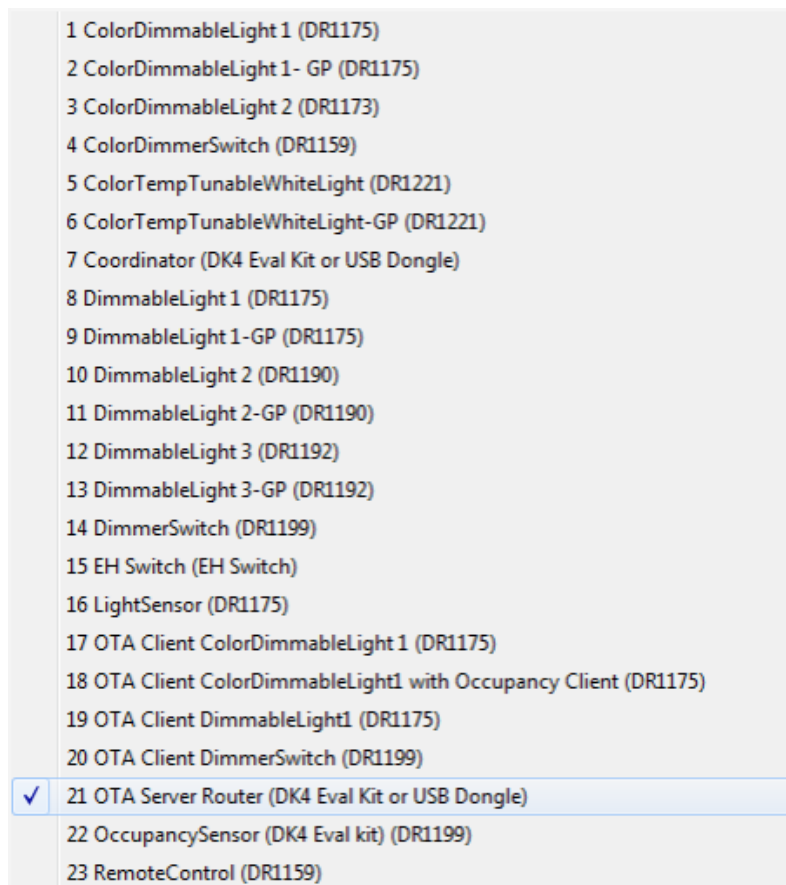 1 ColorDimmableLight 1 (DR1175)
2 ColorDimmableLight 1- GP (DR1175)
3 ColorDimmableLight 2 (DR1173)
4 ColorDimmerSwitch (DR1159)
5 ColorTempTunableWhiteLight (DR1221)
6 ColorTempTunableWhiteLight-GP (DR1221)
7 Coordinator (DK4 Eval Kit or USB Dongle)
8 DimmableLight 1 (DR1175)
9 DimmableLight 1-GP (DR1175)
10 DimmableLight 2 (DR1190)
11 DimmableLight 2-GP (DR1190)
12 DimmableLight 3 (DR1192)
13 DimmableLight 3-GP (DR1192)
14 DimmerSwitch (DR1199)
15 EH Switch (EH Switch)
16 LightSensor (DR1175)
17 OTA Client ColorDimmableLight 1 (DR1175)
18 OTA Client ColorDimmableLight1 with Occupancy Client (DR1175)
19 OTA Client DimmableLight1 (DR1175)
20 OTA Client DimmerSwitch (DR1199)
21 OTA Server Router (DK4 Eval Kit or USB Dongle)
22 OccupancySensor (DK4 Eval kit) (DR1199)
23 RemoteControl (DR1159)